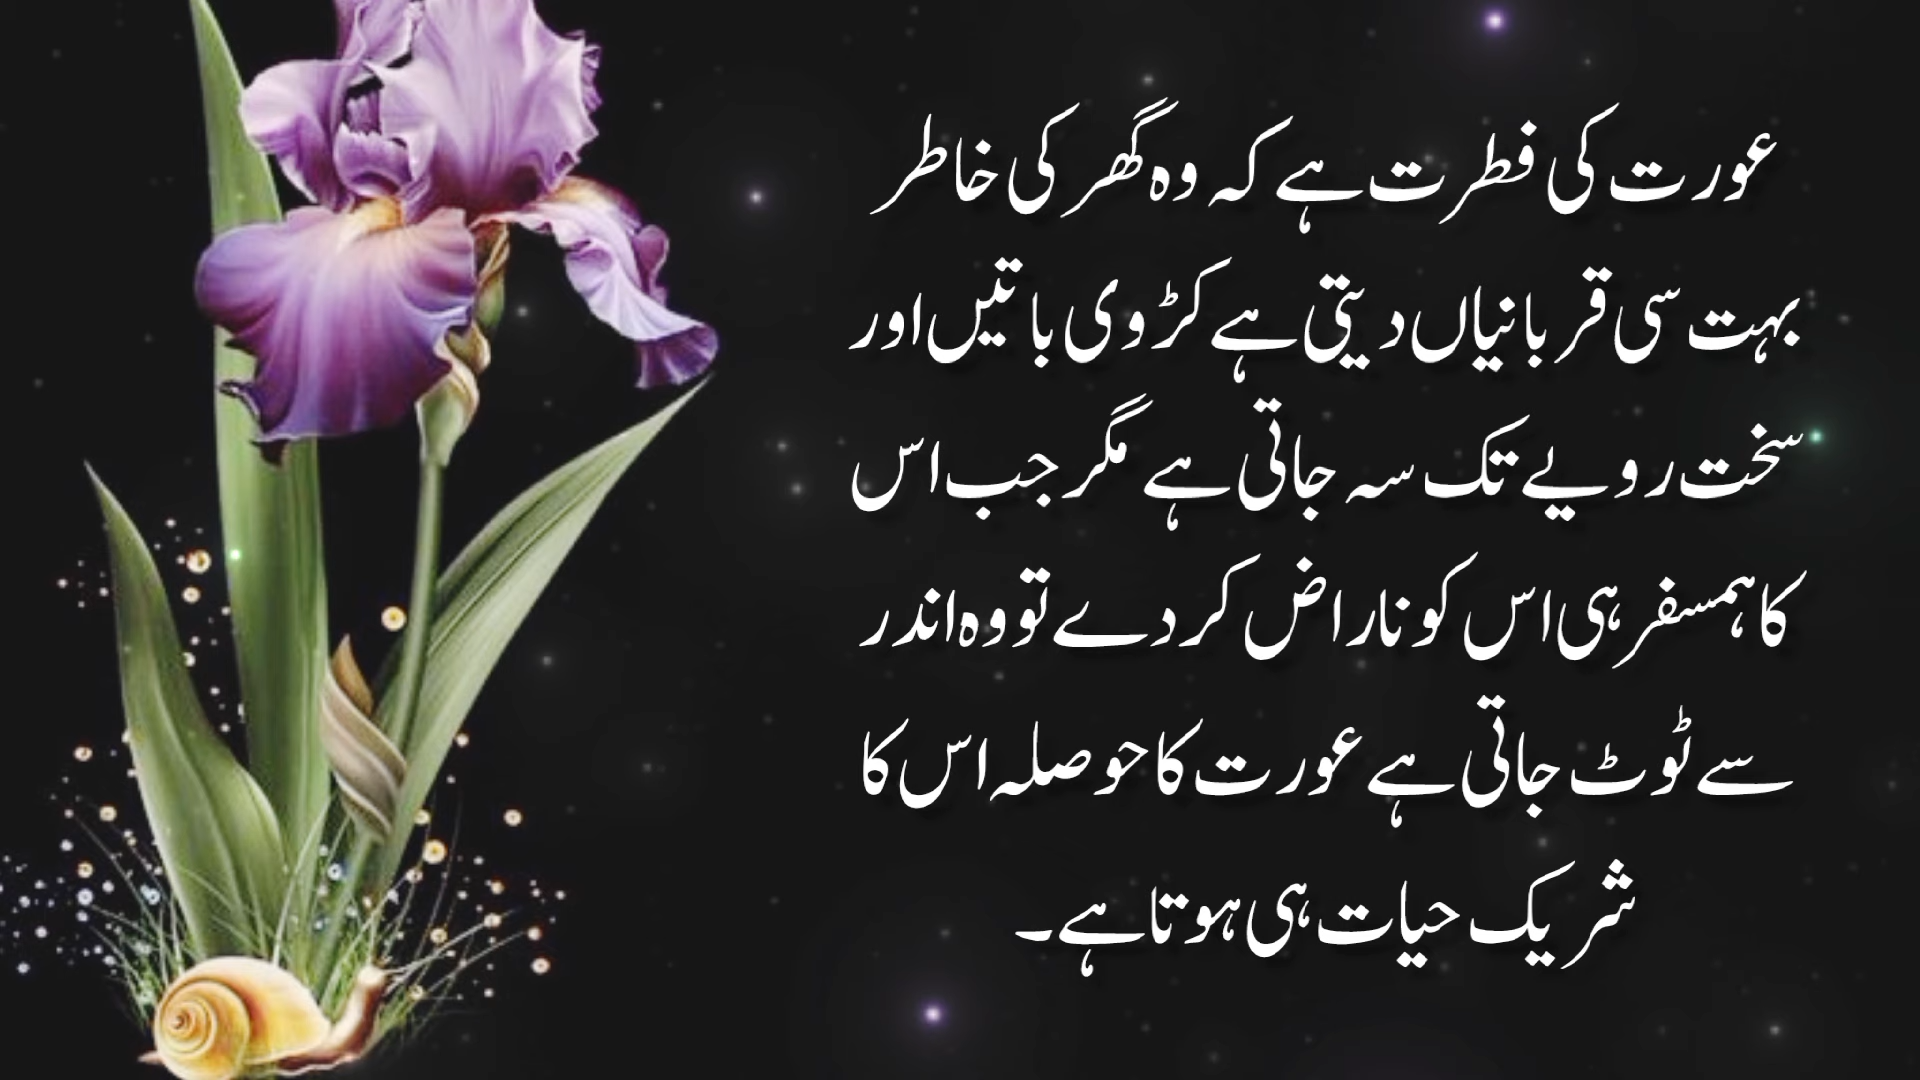 عورت کی فطرت ہے کہ وہ گھر کی خاطر
بہت سی قربانیاں دیتی ہے کڑوی باتیں اور
سخت رویے تک سہ جاتی ہے مگر جب اس
کا ہمسفر ہی اس کو ناراض کر دے تو وہ اندر
سے ٹوٹ جاتی ہے عورت کا حوصلہ اس کا
شریک حیات ہی ہوتا ہے۔